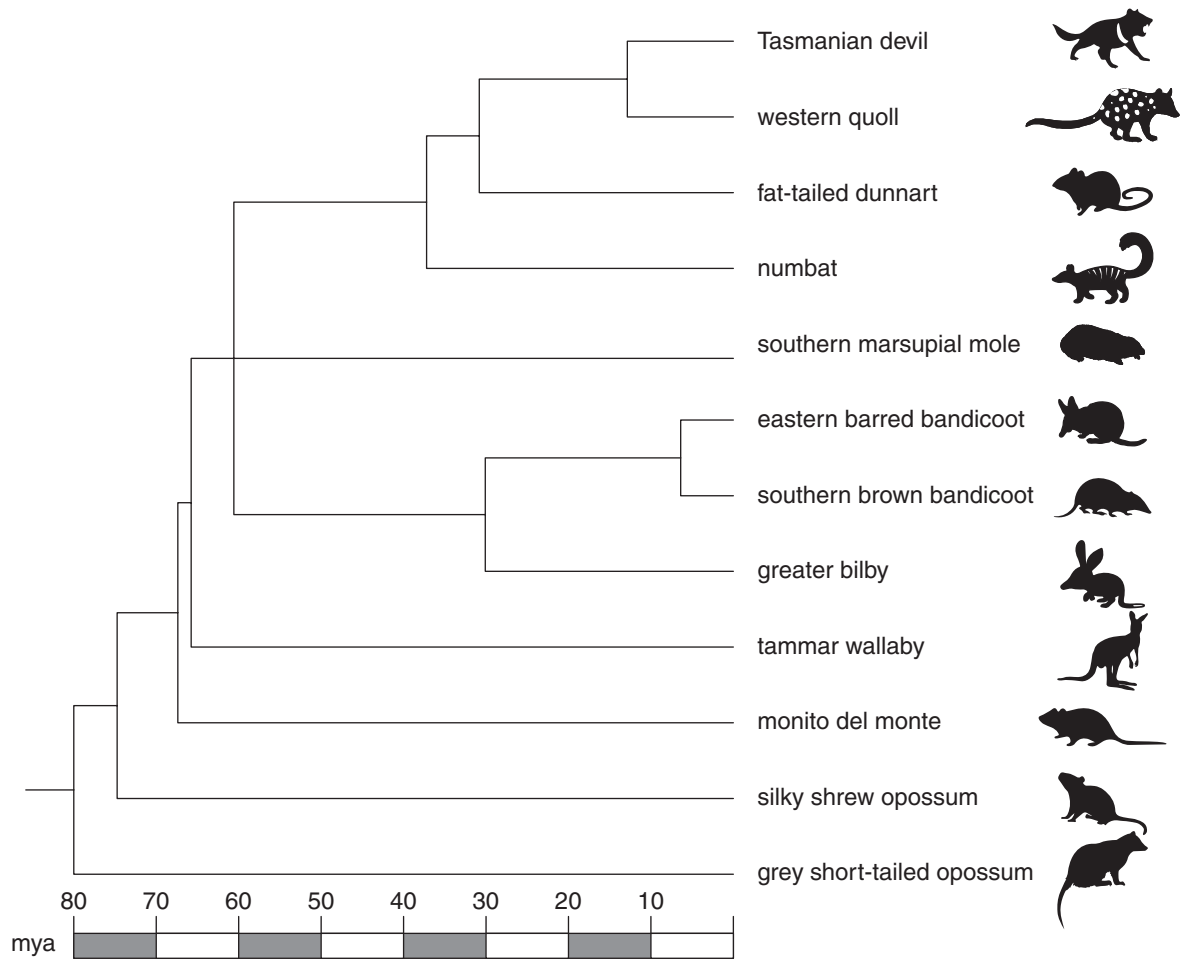 Tasmanian devil
western quoll
fat-tailed dunnart
numbat
southern marsupial mole
eastern barred bandicoot
southern brown bandicoot
greater bilby
tammar wallaby
monito del monte
silky shrew opossum
grey short-tailed opossum
80 70 60 50 40 30 20 10
mya